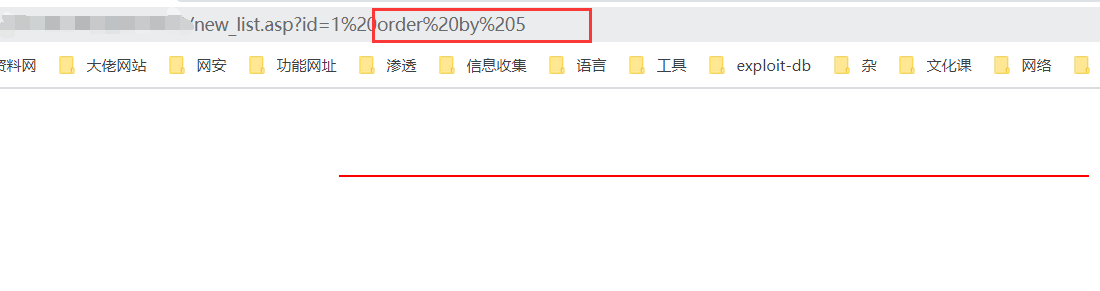 /new_list.asp?id=1%20order%20by%205
资料网 大佬网站 网安 功能网址 渗透 信息收集 语言 工具 exploit-db 杂 文化课 网络